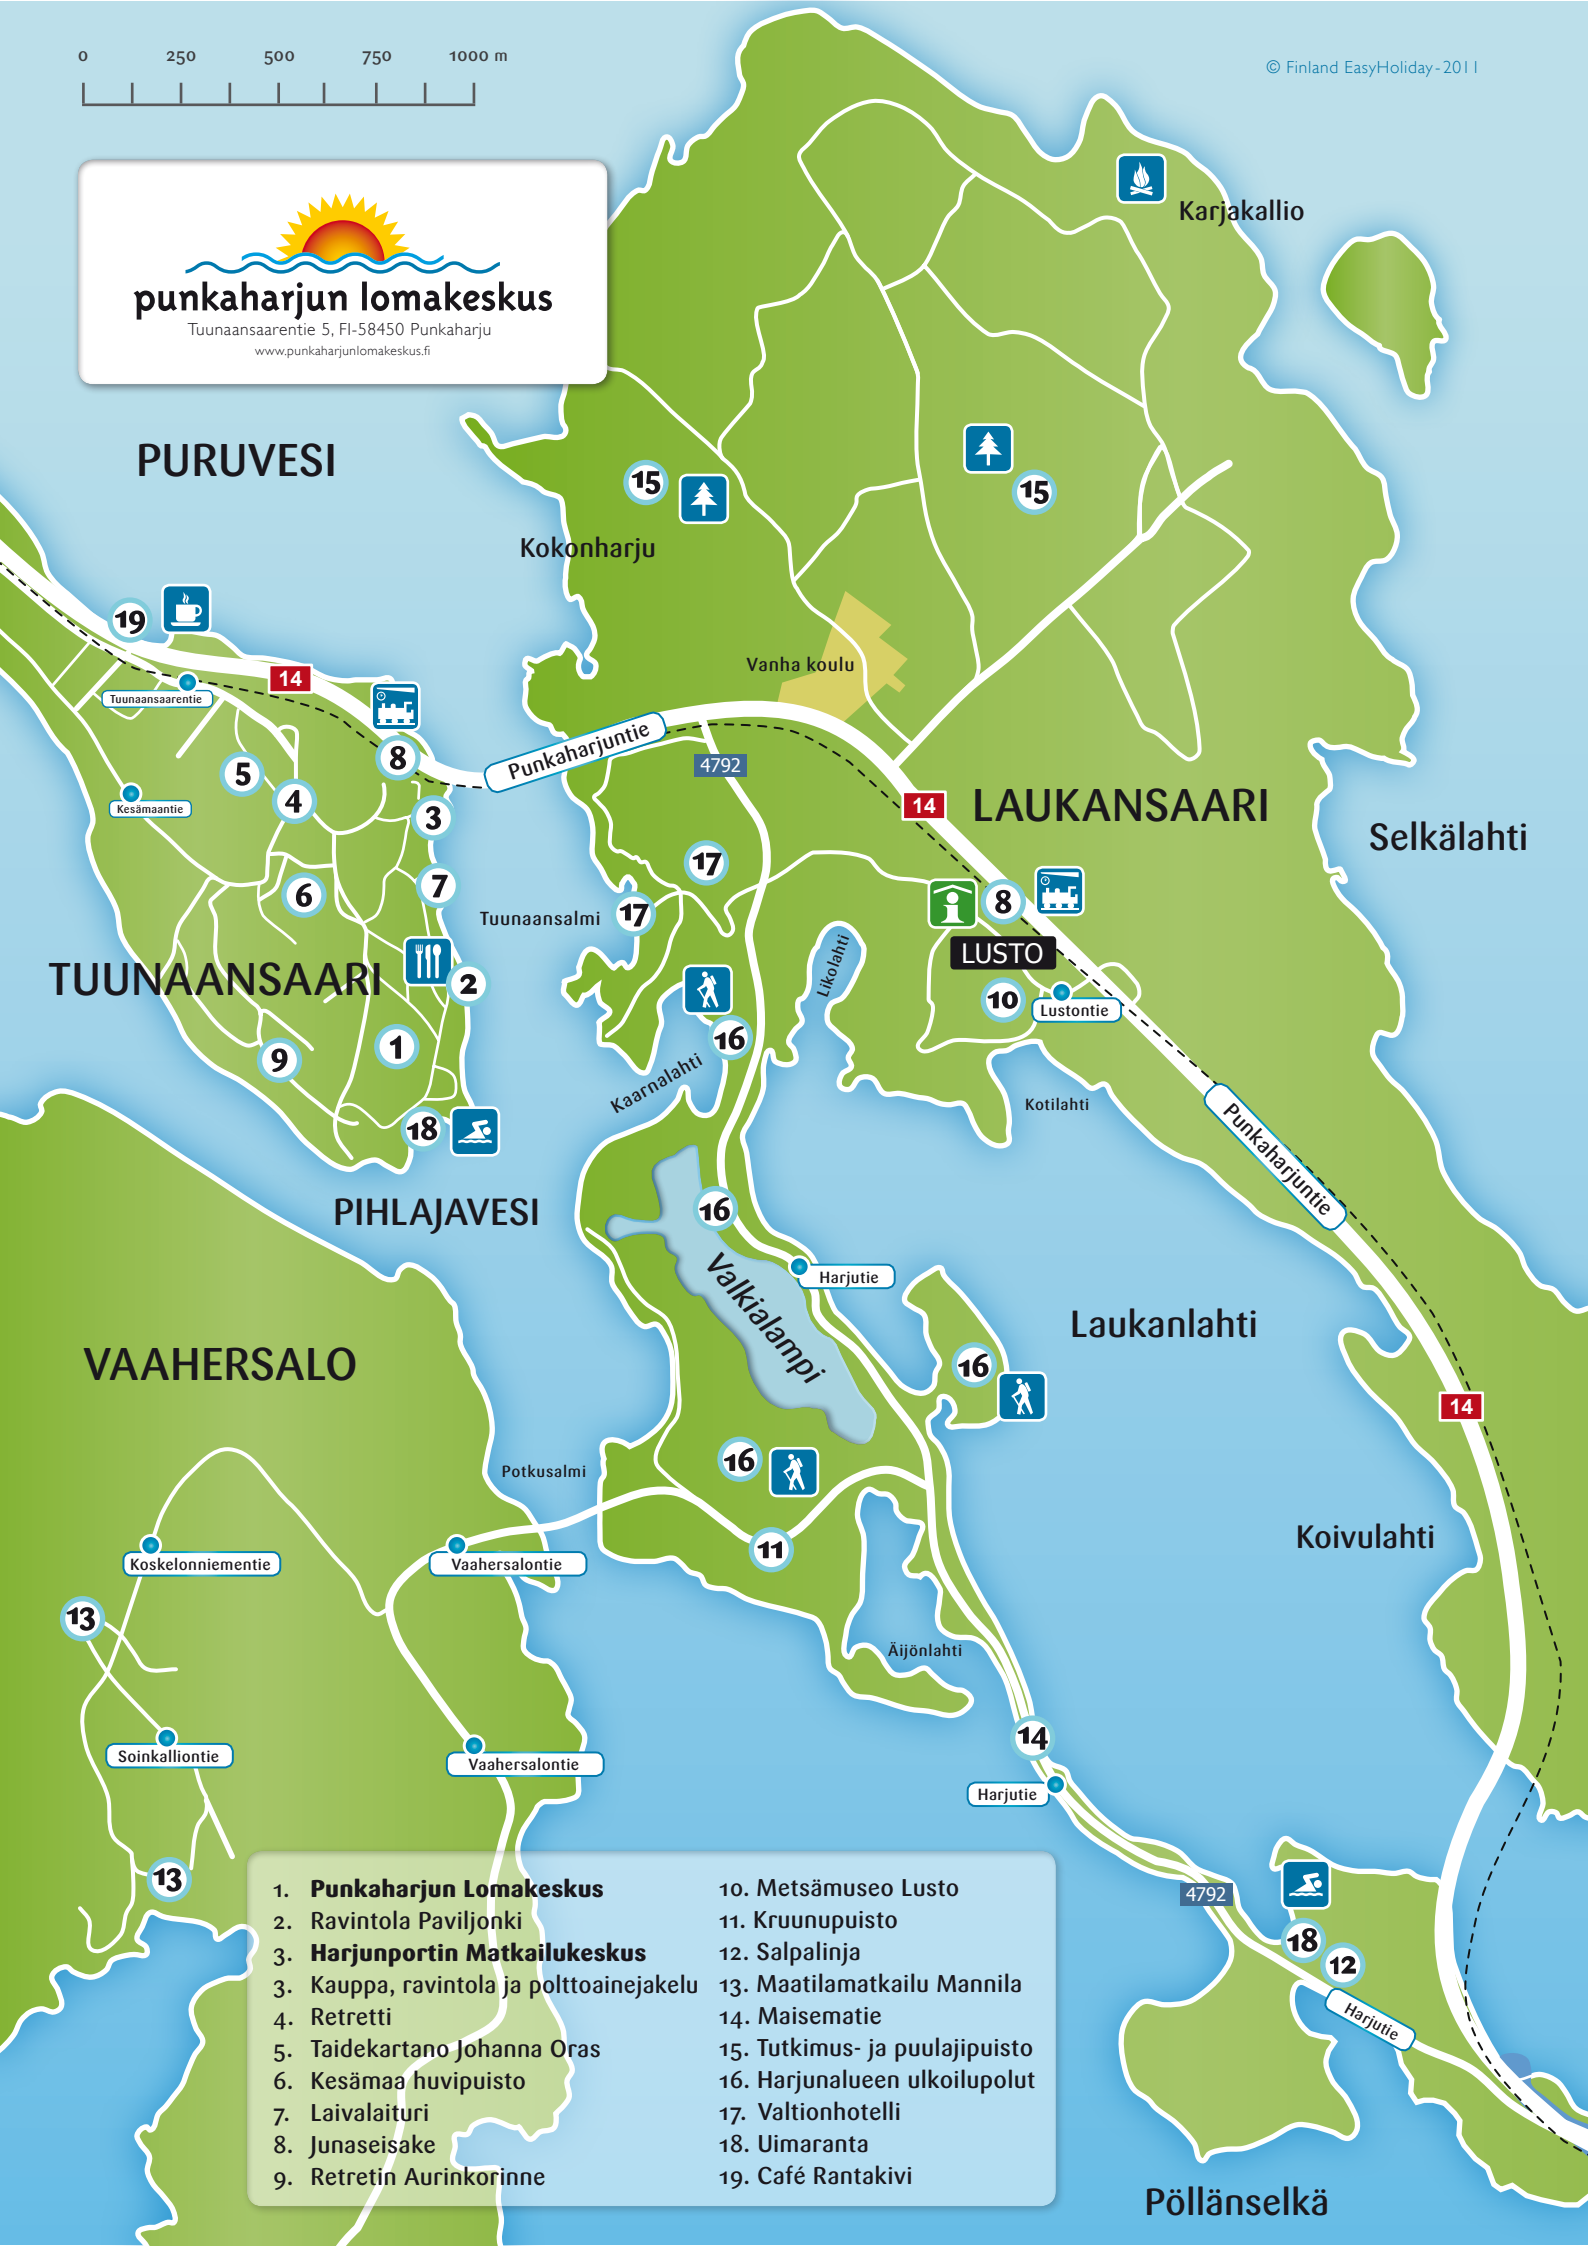 0 250 500 750 1000 m
© Finland EasyHoliday-2011
punkaharjun lomakeskus
Tuunaansaarentie 5, FI-58450 Punkaharju
www.punkaharjunlomakeskus.fi
Karjakallio
PURUVESI
15
15
Kokonharju
19
14
Tuunaansaarentie
Vanha koulu
Punkaharjuntie
8
5
4
3
Kesämaantie
4792
14
LAUKANSAARI
Selkälahti
17
6
7
17
Tuunaansalmi
8
LUSTO
Likolahti
TUUNAANSAARI
2
10
Lustontie
16
1
9
Kaarnalahti
Kotilahti
18
Punkaharjuntie
PIHLAJAVESI
16
Valkialampi
Harjutie
Laukanlahti
VAAHERSALO
16
14
16
Potkusalmi
11
Koivulahti
Koskelonniementie
Vaahersalontie
13
Äijönlahti
14
Soinkalliontie
Vaahersalontie
Harjutie
13
4792
18
12
Harjutie
1. Punkaharjun Lomakeskus
2. Ravintola Paviljonki
3. Harjunportin Matkailukeskus
3. Kauppa, ravintola ja polttoainejakelu
4. Retretti
5. Taidekartano Johanna Oras
6. Kesämaa huvipuisto
7. Laivalaituri
8. Junaseisake
9. Retretin Aurinkorinne
10. Metsämuseo Lusto
11. Kruunupuisto
12. Salpalinja
13. Maatilamatkailu Mannila
14. Maisematie
15. Tutkimus- ja puulajipuisto
16. Harjunalueen ulkoilupolut
17. Valtionhotelli
18. Uimaranta
19. Café Rantakivi
Pöllänselkä